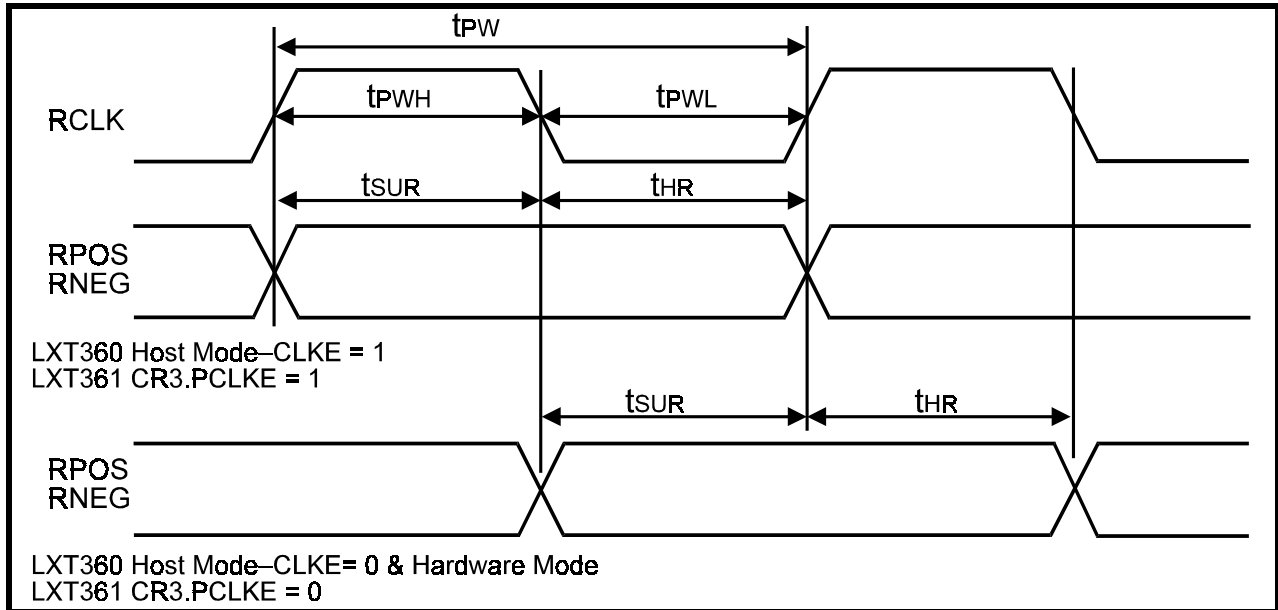 tPW
RCLK
tPWH
tPWL
tSUR
tHR
RPOS
RNEG
LXT360 Host Mode–CLKE = 1
LXT361 CR3.PCLKE = 1
tSUR
tHR
RPOS
RNEG
LXT360 Host Mode–CLKE= 0 & Hardware Mode
LXT361 CR3.PCLKE = 0